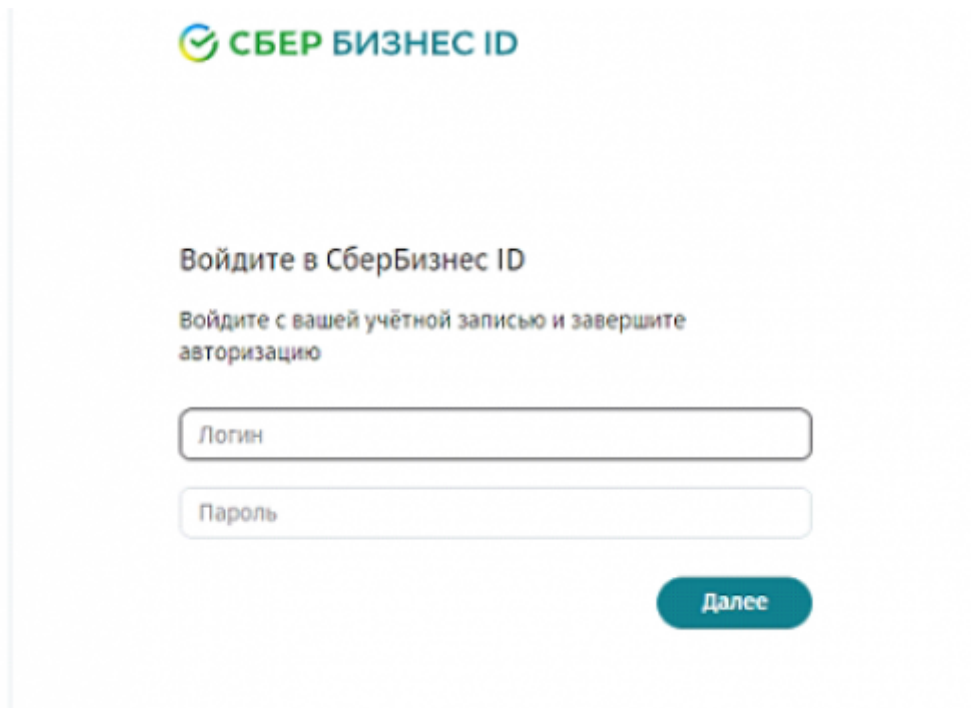 СБЕР БИЗНЕС ID
Войдите в СберБизнес ID
Войдите с вашей учётной записью и завершите
авторизацию
Логин
Пароль
Далее